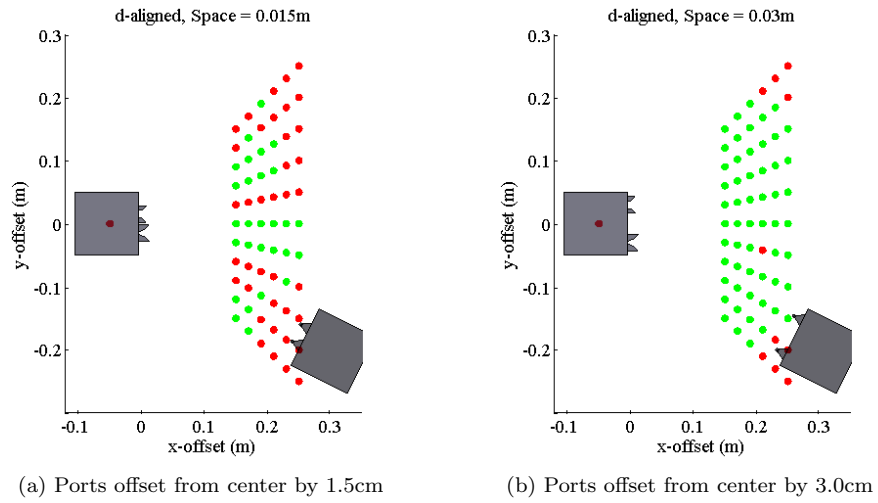 d-aligned, Space = 0.015m
0.3
0.2
0.1
0
-0.1
-0.2
y-offset (m)
-0.1
0
0.1
0.2
0.3
x-offset (m)
(a) Ports offset from center by 1.5cm
d-aligned, Space = 0.03m
0.3
0.2
0.1
0
-0.1
-0.2
y-offset (m)
-0.1
0
0.1
0.2
0.3
x-offset (m)
(b) Ports offset from center by 3.0cm